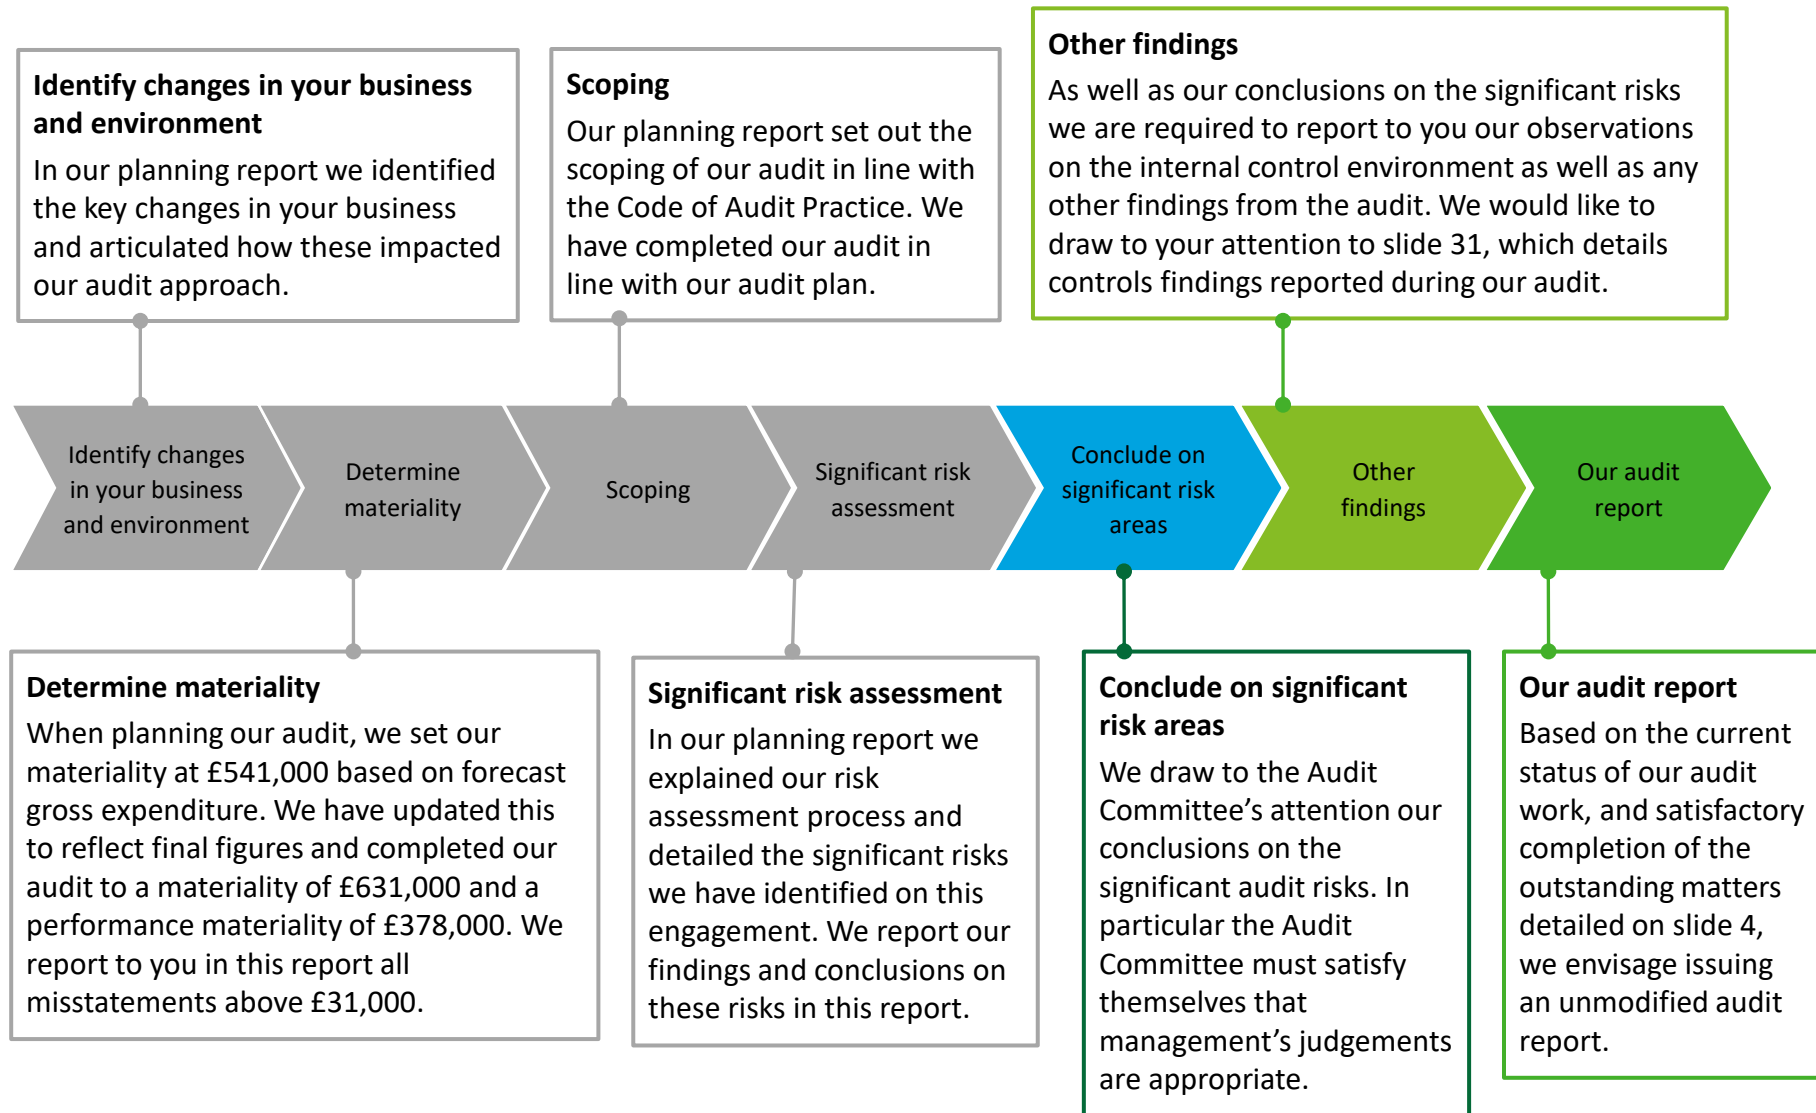 Identify changes in your business
and environment
In our planning report we identified
the key changes in your business
and articulated how these impacted
our audit approach.
Scoping
Our planning report set out the
scoping of our audit in line with
the Code of Audit Practice. We
have completed our audit in
line with our audit plan.
Other findings
As well as our conclusions on the significant risks
we are required to report to you our observations
on the internal control environment as well as any
other findings from the audit. We would like to
draw to your attention to slide 31, which details
controls findings reported during our audit.
Identify changes
in your business
and environment
Determine
materiality
Scoping
Significant risk
assessment
Conclude on
significant risk
areas
Other
findings
Our audit
report
Determine materiality
When planning our audit, we set our
materiality at £541,000 based on forecast
gross expenditure. We have updated this
to reflect final figures and completed our
audit to a materiality of £631,000 and a
performance materiality of £378,000. We
report to you in this report all
misstatements above £31,000.
Significant risk assessment
In our planning report we
explained our risk
assessment process and
detailed the significant risks
we have identified on this
engagement. We report our
findings and conclusions on
these risks in this report.
Conclude on significant
risk areas
We draw to the Audit
Committee’s attention our
conclusions on the
significant audit risks. In
particular the Audit
Committee must satisfy
themselves that
management’s judgements
are appropriate.
Our audit report
Based on the current
status of our audit
work, and satisfactory
completion of the
outstanding matters
detailed on slide 4,
we envisage issuing
an unmodified audit
report.